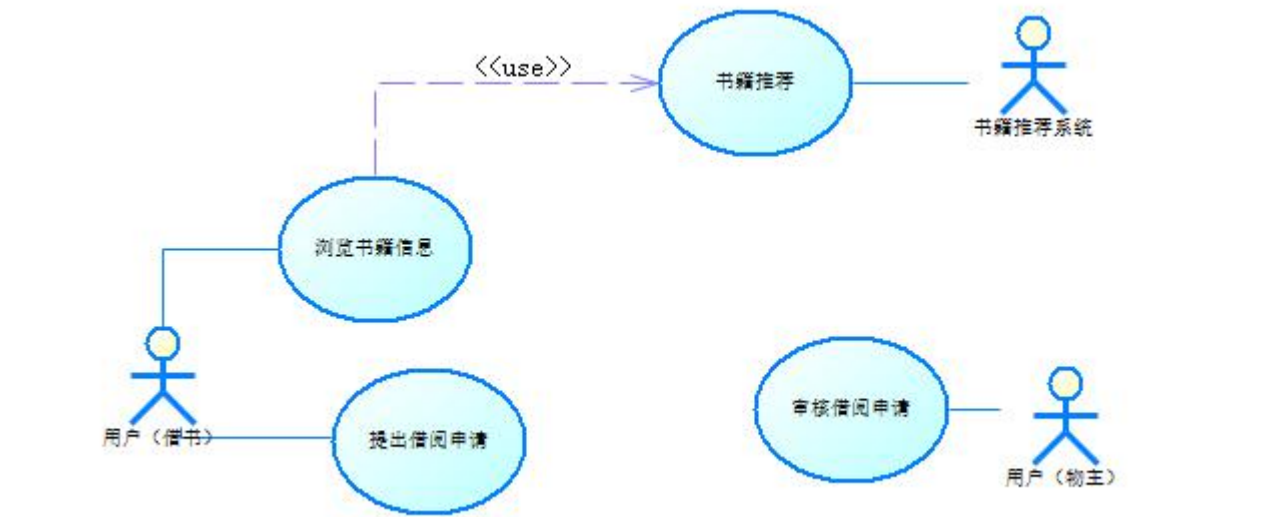 <<use>>
书籍推荐
书籍推荐系统
浏览书籍信息
用户（借书）
提出借阅申请
审核借阅申请
用户（物主）